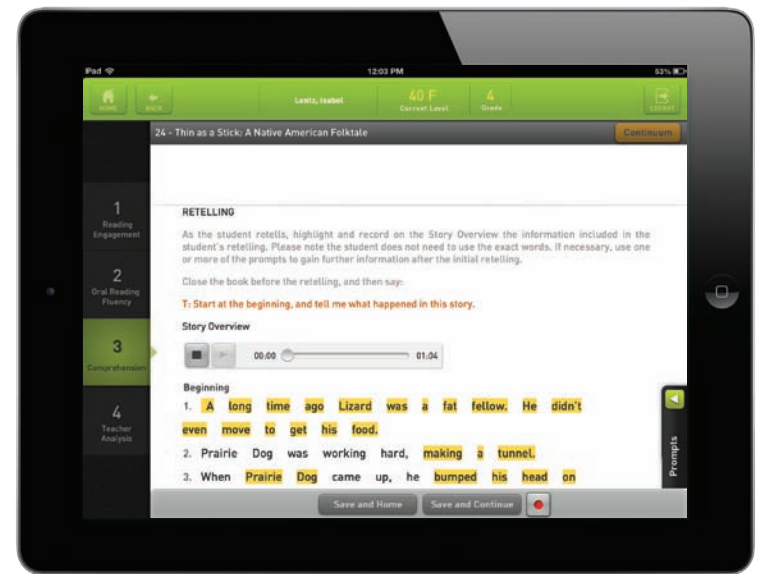 iPad 12:03 PM 53%
HOME BACK Lentz, Isabel 40 F Current Level 4 Grade LOGOUT
24 - Thin as a Stick: A Native American Folktale Continuum
1
Reading
Engagement
2
Oral Reading
Fluency
3
Comprehension
4
Teacher
Analysis
RETELLING
As the student retells, highlight and record on the Story Overview the information included in the
student's retelling. Please note the student does not need to use the exact words. If necessary, use one
or more of the prompts to gain further information after the initial retelling.
Close the book before the retelling, and then say:
T: Start at the beginning, and tell me what happened in this story.
Story Overview
00:00 01:04
Beginning
1. A long time ago Lizard was a fat fellow. He didn't
even move to get his food.
2. Prairie Dog was working hard, making a tunnel.
3. When Prairie Dog came up, he bumped his head on
Prompts
Save and Home Save and Continue